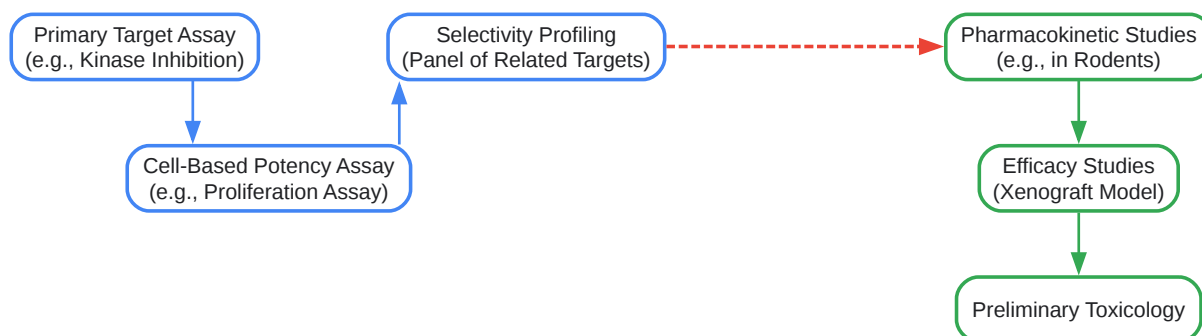 Primary Target Assay
(e.g., Kinase Inhibition)
Cell-Based Potency Assay
(e.g., Proliferation Assay)
Selectivity Profiling
(Panel of Related Targets)
Pharmacokinetic Studies
(e.g., in Rodents)
Efficacy Studies
(Xenograft Model)
Preliminary Toxicology